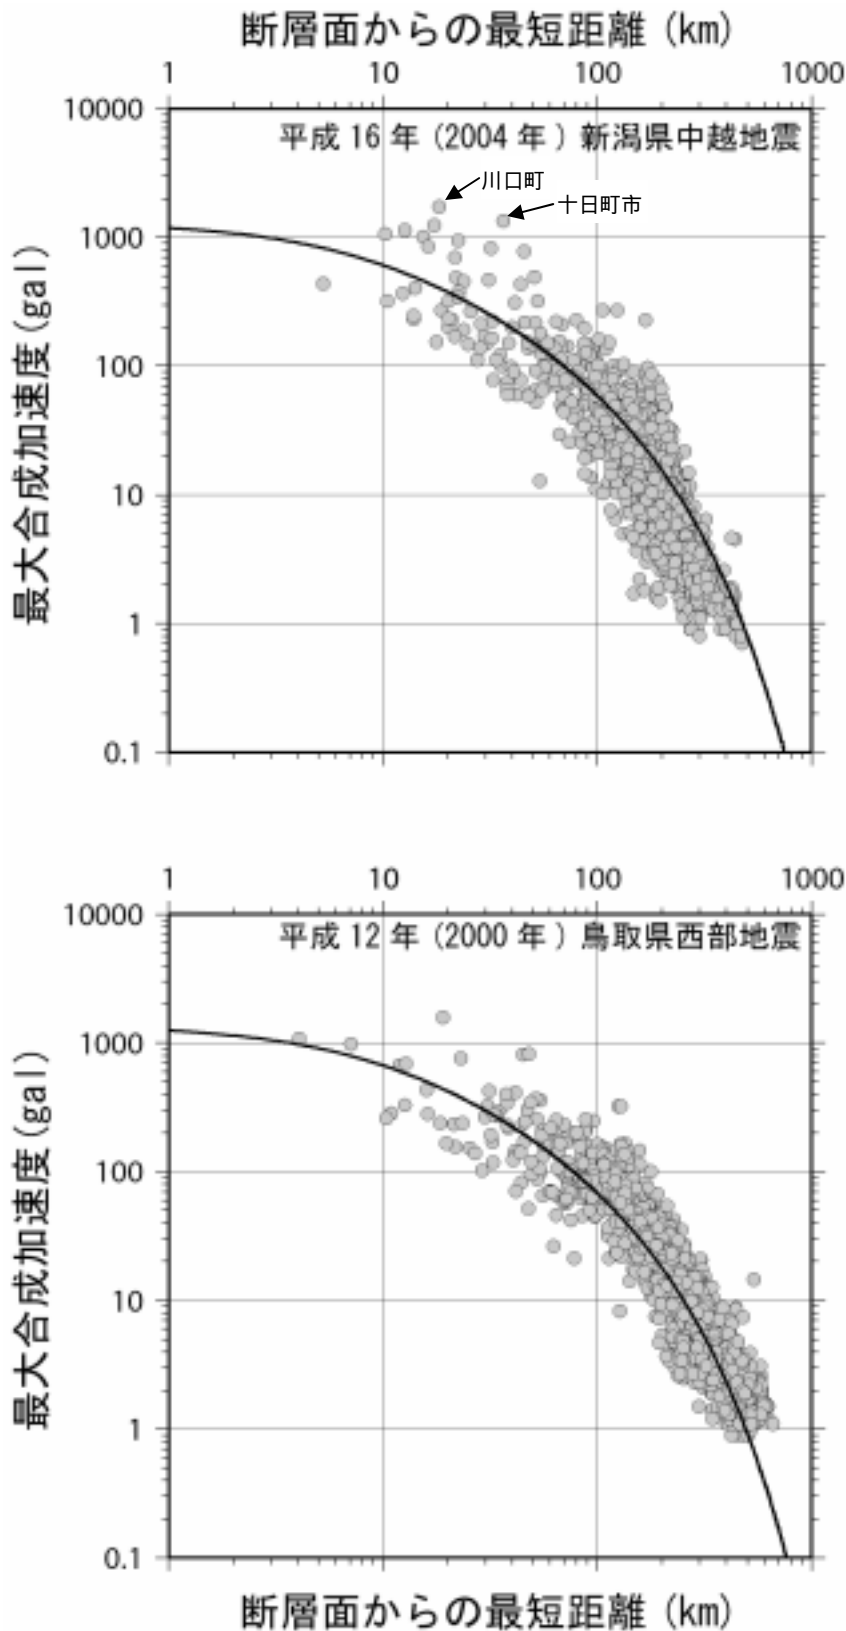 断層面からの最短距離 (km)
1 10 100 1000
10000
平成 16 年 (2004 年 ) 新潟県中越地震
川口町
十日町市
1000
100
10
1
0.1
最大合成加速度(gal)
1 10 100 1000
10000
平成 12 年 (2000 年 ) 鳥取県西部地震
1000
100
10
1
0.1
最大合成加速度(gal)
断層面からの最短距離 (km)